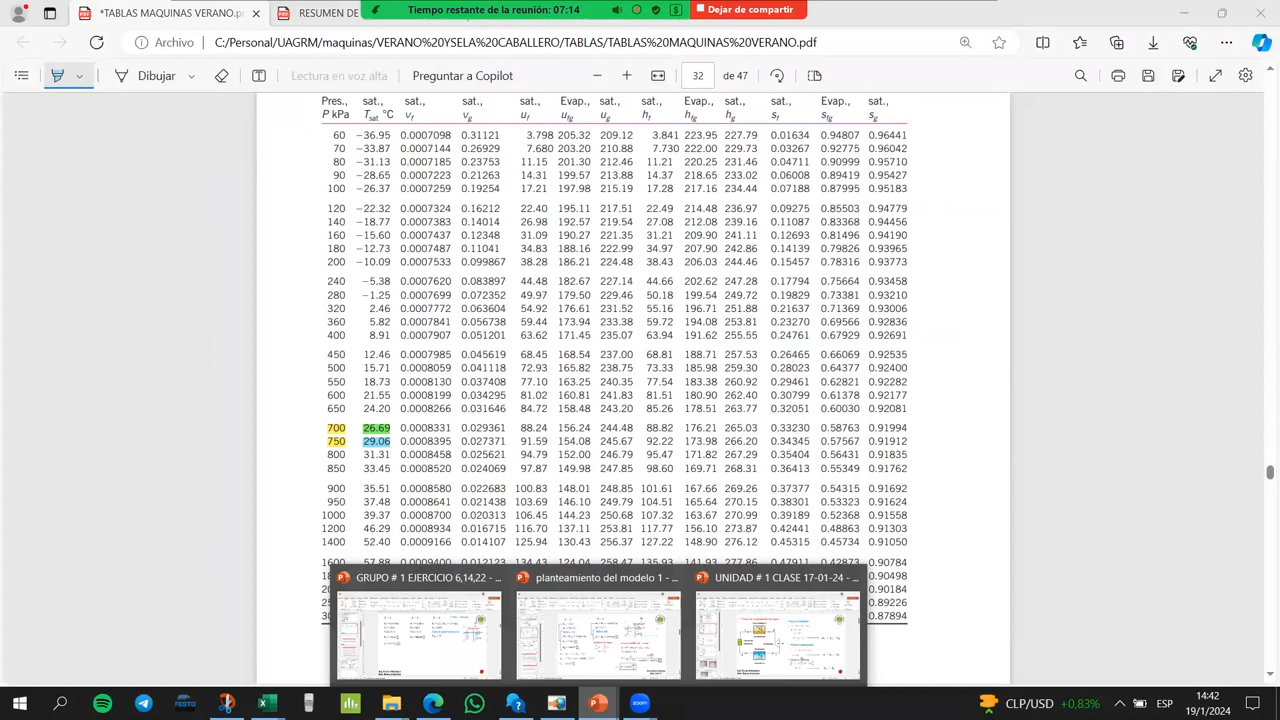 *TABLAS MAQUINAS VERANO.p
RESUMEN DE
Tiempo restante de la reunión: 07:14
Dejar de compartir
Archivo
C:/Personal/UAGRM/maquinas/VERANO%20YSELA%20CABALLERO/TABLAS/TABLAS%20MAQUINAS%20VERANO.pdf
Dibujar
Lectura en voz alta
Preguntar a Copilot
32 de 47
Pres., sat., sat., sat., sat., Evap., sat., sat., Evap., sat., sat., Evap., sat.,
P kPa Tsat °C vf vg uf ufg ug hf hfg hg sf sfg sg
60 −36.95 0.0007098 0.31121 3.798 205.32 209.12 3.841 223.95 227.79 0.01634 0.94807 0.96441
70 −33.87 0.0007144 0.26929 7.680 203.20 210.88 7.730 222.00 229.73 0.03267 0.92775 0.96042
80 −31.13 0.0007185 0.23753 11.15 201.30 212.46 11.21 220.25 231.46 0.04711 0.90999 0.95710
90 −28.65 0.0007223 0.21263 14.31 199.57 213.88 14.37 218.65 233.02 0.06008 0.89419 0.95427
100 −26.37 0.0007259 0.19254 17.21 197.98 215.19 17.28 217.16 234.44 0.07188 0.87995 0.95183
120 −22.32 0.0007324 0.16212 22.40 195.11 217.51 22.49 214.48 236.97 0.09275 0.85503 0.94779
140 −18.77 0.0007383 0.14014 26.98 192.57 219.54 27.08 212.08 239.16 0.11087 0.83368 0.94456
160 −15.60 0.0007437 0.12348 31.09 190.27 221.35 31.21 209.90 241.11 0.12693 0.81496 0.94190
180 −12.73 0.0007487 0.11041 34.83 188.16 222.99 34.97 207.90 242.86 0.14139 0.79826 0.93965
200 −10.09 0.0007533 0.099867 38.28 186.21 224.48 38.43 206.03 244.46 0.15457 0.78316 0.93773
240 −5.38 0.0007620 0.083897 44.48 182.67 227.14 44.66 202.62 247.28 0.17794 0.75664 0.93458
280 −1.25 0.0007699 0.072352 49.97 179.50 229.46 50.18 199.54 249.72 0.19829 0.73381 0.93210
320 2.46 0.0007772 0.063604 54.92 176.61 231.52 55.16 196.71 251.88 0.21637 0.71369 0.93006
360 5.82 0.0007841 0.056738 59.44 173.94 233.38 59.72 194.08 253.81 0.23270 0.69566 0.92836
400 8.91 0.0007907 0.051201 63.62 171.45 235.07 63.94 191.62 255.55 0.24761 0.67929 0.92691
450 12.46 0.0007985 0.045619 68.45 168.54 237.00 68.81 188.71 257.53 0.26465 0.66069 0.92535
500 15.71 0.0008059 0.041118 72.93 165.82 238.75 73.33 185.98 259.30 0.28023 0.64377 0.92400
550 18.73 0.0008130 0.037408 77.10 163.25 240.35 77.54 183.38 260.92 0.29461 0.62821 0.92282
600 21.55 0.0008199 0.034295 81.02 160.81 241.83 81.51 180.90 262.40 0.30799 0.61378 0.92177
650 24.20 0.0008266 0.031646 84.72 158.48 243.20 85.26 178.51 263.77 0.32051 0.60030 0.92081
700 26.69 0.0008331 0.029361 88.24 156.24 244.48 88.82 176.21 265.03 0.33230 0.58763 0.91994
750 29.06 0.0008395 0.027371 91.59 154.08 245.67 92.22 173.98 266.20 0.34345 0.57567 0.91912
800 31.31 0.0008458 0.025621 94.79 152.00 246.79 95.47 171.82 267.29 0.35404 0.56431 0.91835
850 33.45 0.0008520 0.024069 97.87 149.98 247.85 98.60 169.71 268.31 0.36413 0.55349 0.91762
900 35.51 0.0008580 0.022683 100.83 148.01 248.85 101.61 167.66 269.26 0.37377 0.54315 0.91692
950 37.48 0.0008641 0.021438 103.69 146.10 249.79 104.51 165.64 270.15 0.38301 0.53323 0.91624
1000 39.37 0.0008700 0.020313 106.45 144.23 250.68 107.32 163.67 270.99 0.39189 0.52368 0.91558
1200 46.29 0.0008934 0.016715 116.70 137.11 253.81 117.77 156.10 273.87 0.42441 0.48863 0.91303
1400 52.40 0.0009166 0.014107 125.94 130.43 256.37 127.22 148.90 276.12 0.45315 0.45734 0.91050
1600 57.88 0.0009400 0.012123 134.43 124.04 258.47 135.93 141.93 277.86 0.47911 0.42873 0.90784
0.90498
0.90184
0.89226
0.87894
GRUPO # 1 EJERCICIO 6,14,22 - ...
planteamiento del modelo 1 - ...
UNIDAD # 1 CLASE 17-01-24 - ...
CLP/USD +0,83%
ESP
14:42
19/1/2024